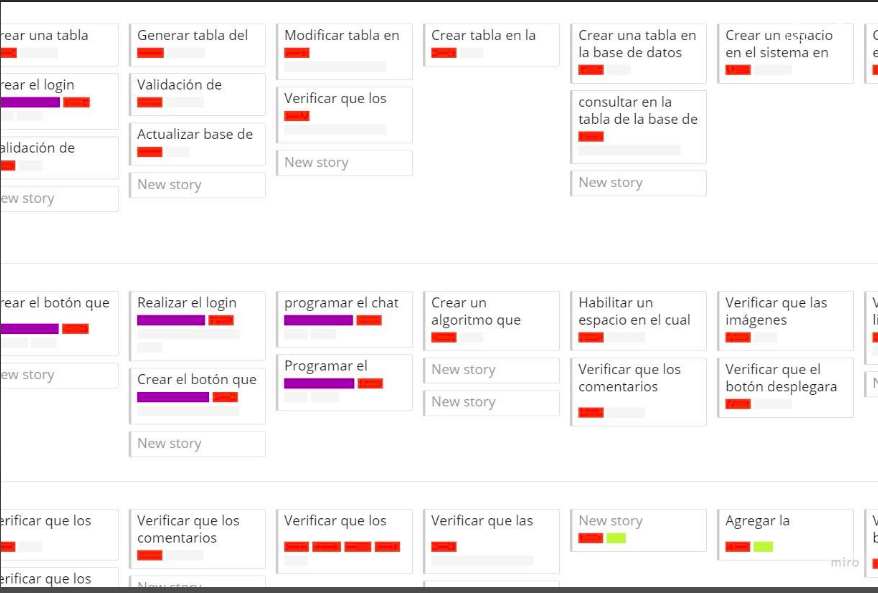 rear una tabla
Generar tabla del
Modificar tabla en
Crear tabla en la
Crear una tabla en
la base de datos
Crear un espacio
en el sistema en
rear el login
Validación de
Verificar que los
consultar en la
tabla de la base de
alidación de
Actualizar base de
New story
New story
New story
ew story
rear el botón que
Realizar el login
programar el chat
Crear un
algoritmo que
Habilitar un
espacio en el cual
Verificar que las
imágenes
ew story
Crear el botón que
Programar el
New story
New story
Verificar que los
comentarios
Verificar que el
botón desplegara
New story
erificar que los
Verificar que los
comentarios
Verificar que los
Verificar que las
New story
Agregar la
erificar que los
New story
miro